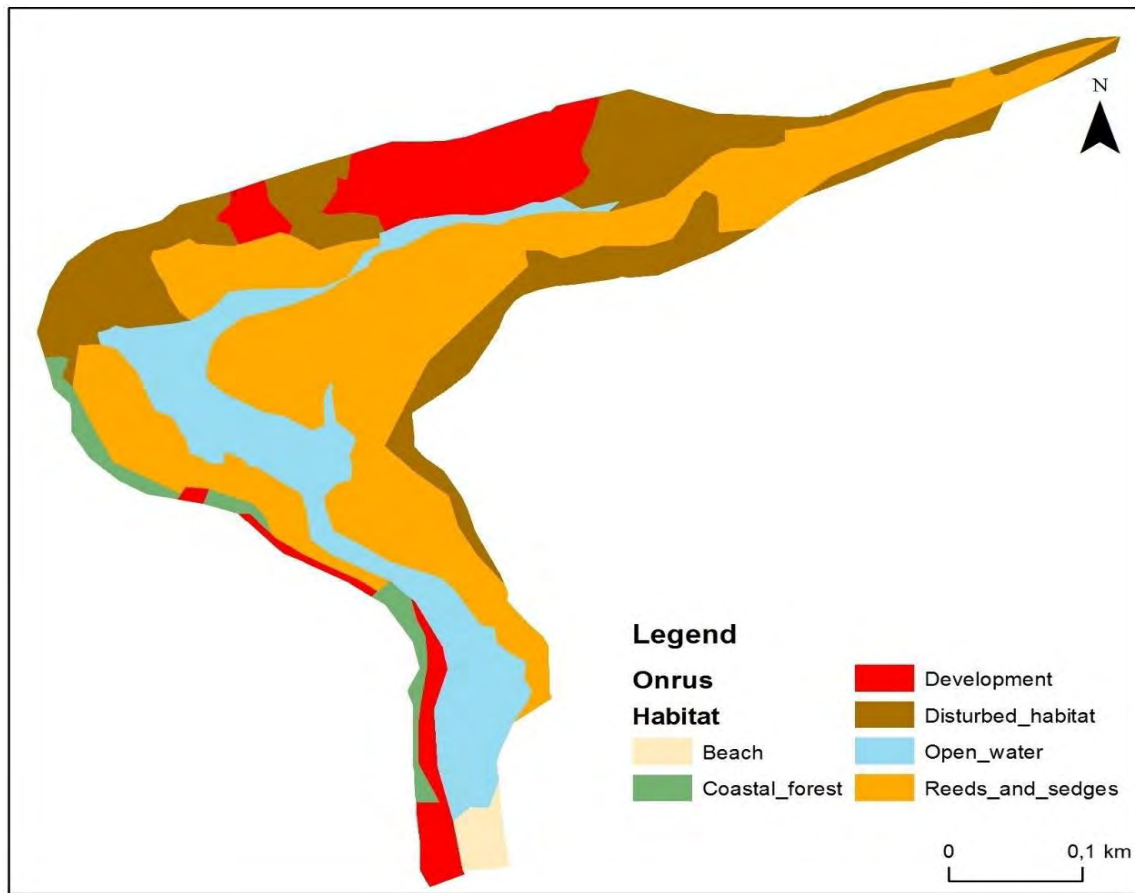 N
Legend
Onrus
Habitat
Beach
Coastal_forest
Development
Disturbed_habitat
Open_water
Reeds_and_sedges
0 0,1 km